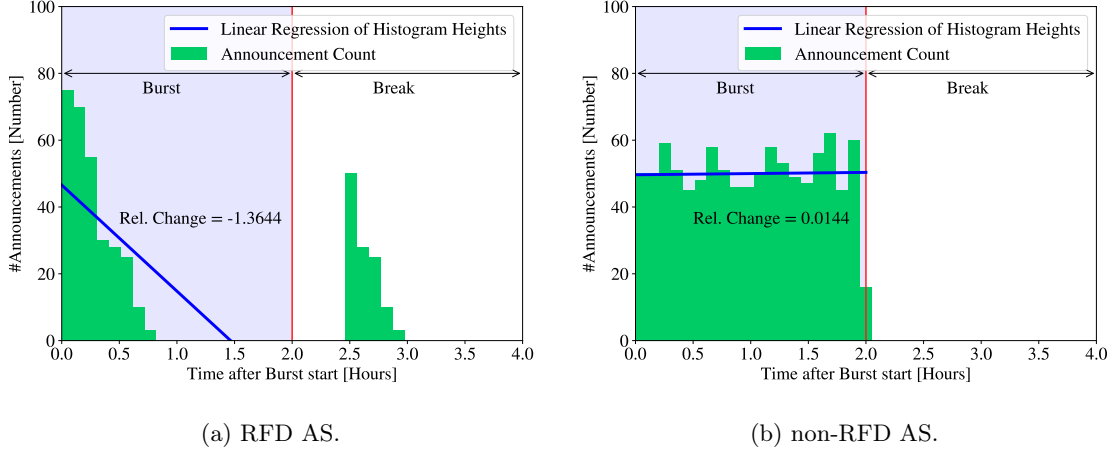 Linear Regression of Histogram Heights
Announcement Count
Burst
Break
Rel. Change = -1.3644
#Announcements [Number]
100
80
60
40
20
0
0.0 0.5 1.0 1.5 2.0 2.5 3.0 3.5 4.0
Time after Burst start [Hours]
(a) RFD AS.
Linear Regression of Histogram Heights
Announcement Count
Burst
Break
Rel. Change = 0.0144
#Announcements [Number]
100
80
60
40
20
0
0.0 0.5 1.0 1.5 2.0 2.5 3.0 3.5 4.0
Time after Burst start [Hours]
(b) non-RFD AS.